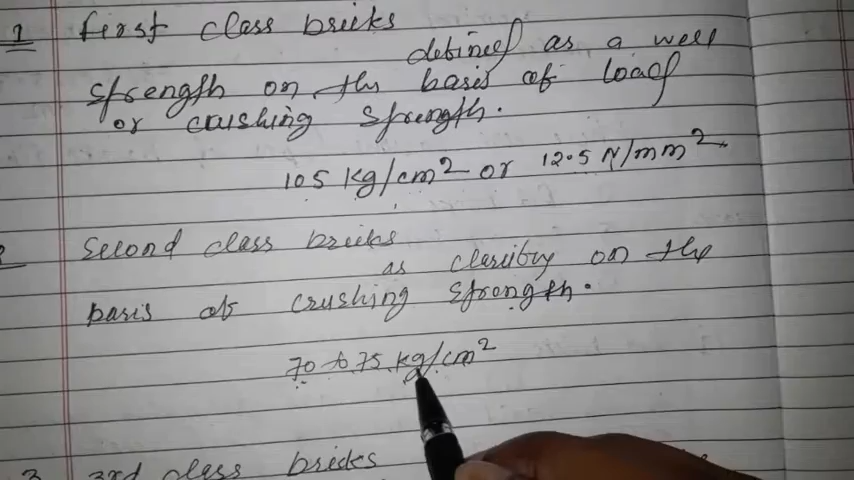 1 first class bricks
defined as a well
strength on the basis of load
or crushing strength.
105 kg/cm² or 12.5 N/mm²
Second class bricks
as clasiby on the
basis of crushing strength.
70 to 75 kg/cm²
3 3rd class bricks